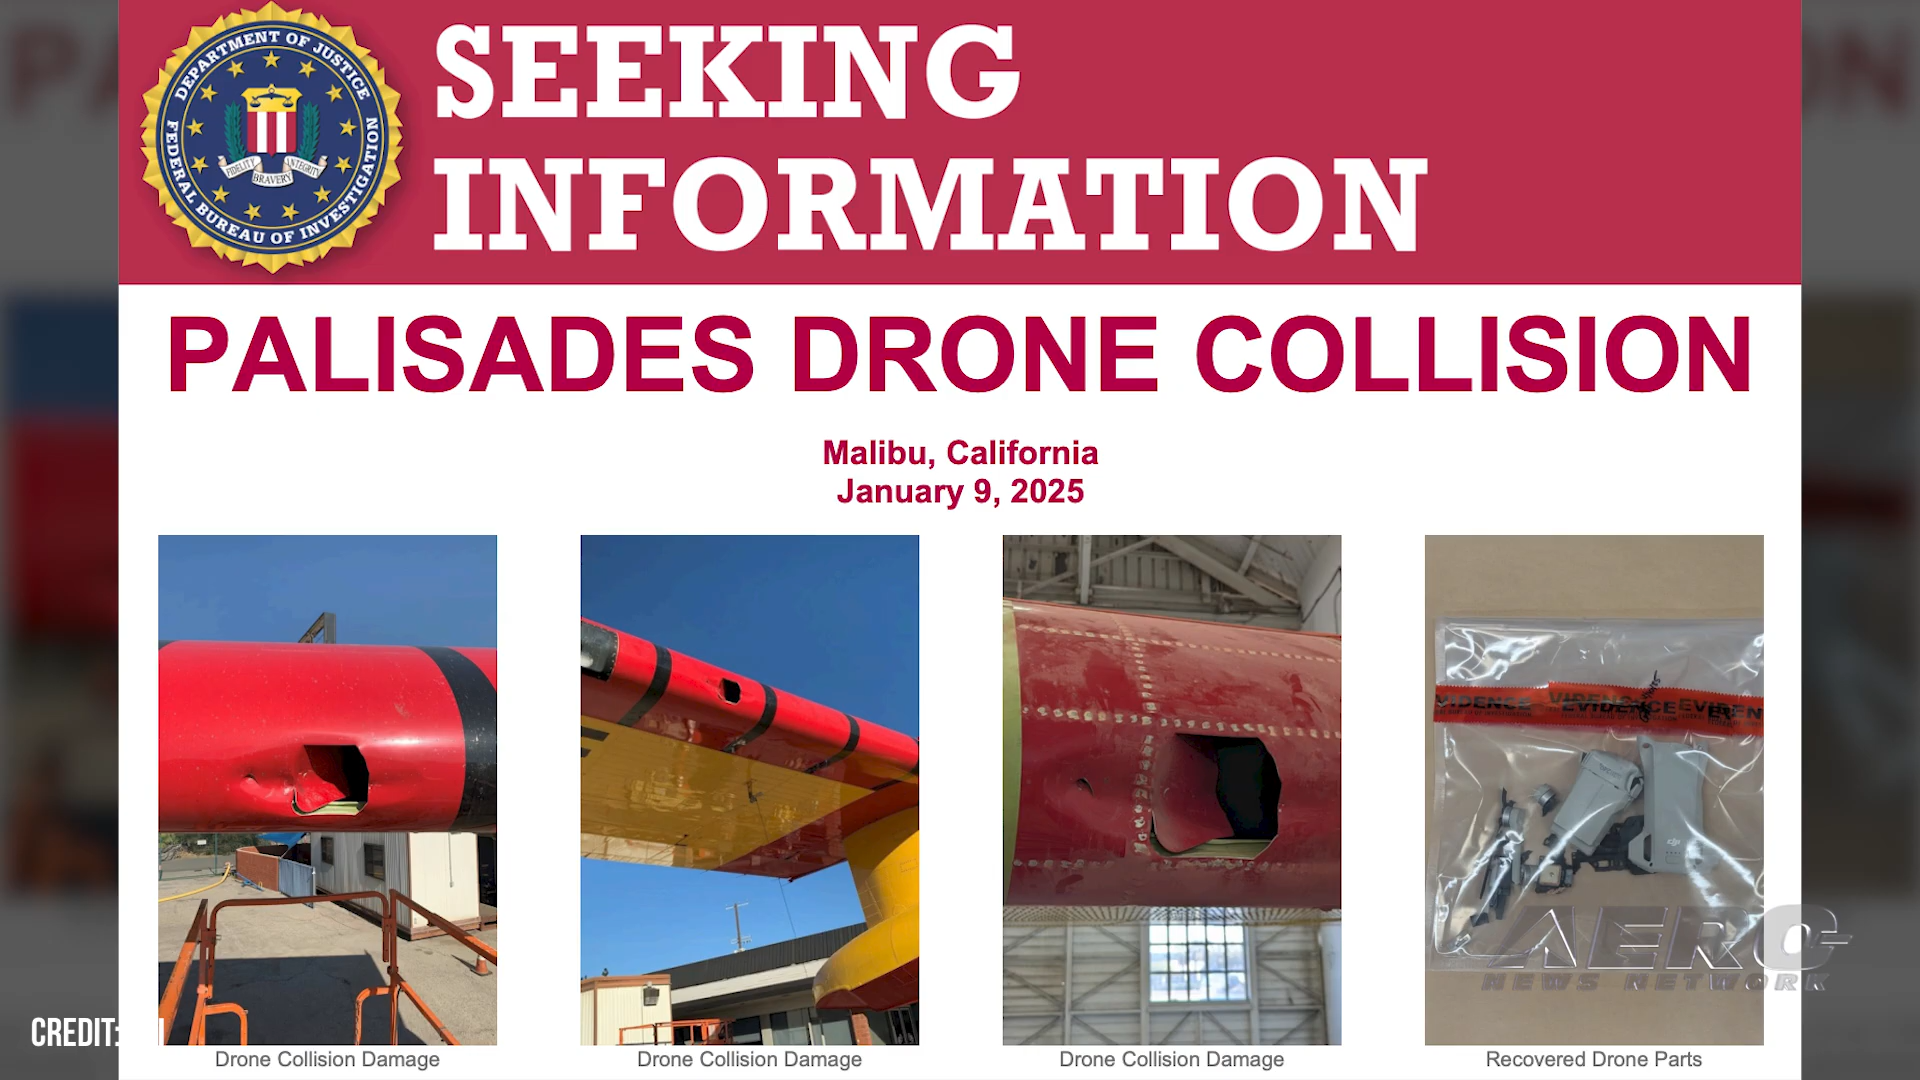 DEPARTMENT OF JUSTICE
FEDERAL BUREAU OF INVESTIGATION
FIDELITY BRAVERY INTEGRITY
SEEKING
INFORMATION
PALISADES DRONE COLLISION
Malibu, California
January 9, 2025
EVIDENCE
dji
AERO
NEWS NETWORK
CREDIT:
Drone Collision Damage
Drone Collision Damage
Drone Collision Damage
Recovered Drone Parts